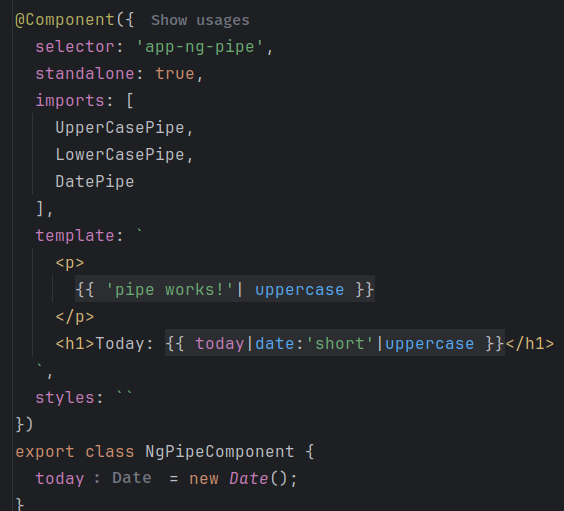 @Component({ Show usages
  selector: 'app-ng-pipe',
  standalone: true,
  imports: [
    UpperCasePipe,
    LowerCasePipe,
    DatePipe
  ],
  template: `
    <p>
      {{ 'pipe works!'| uppercase }}
    </p>
    <h1>Today: {{ today|date:'short'|uppercase }}</h1>
  `,
  styles: ``
})
export class NgPipeComponent {
  today : Date  = new Date();
}